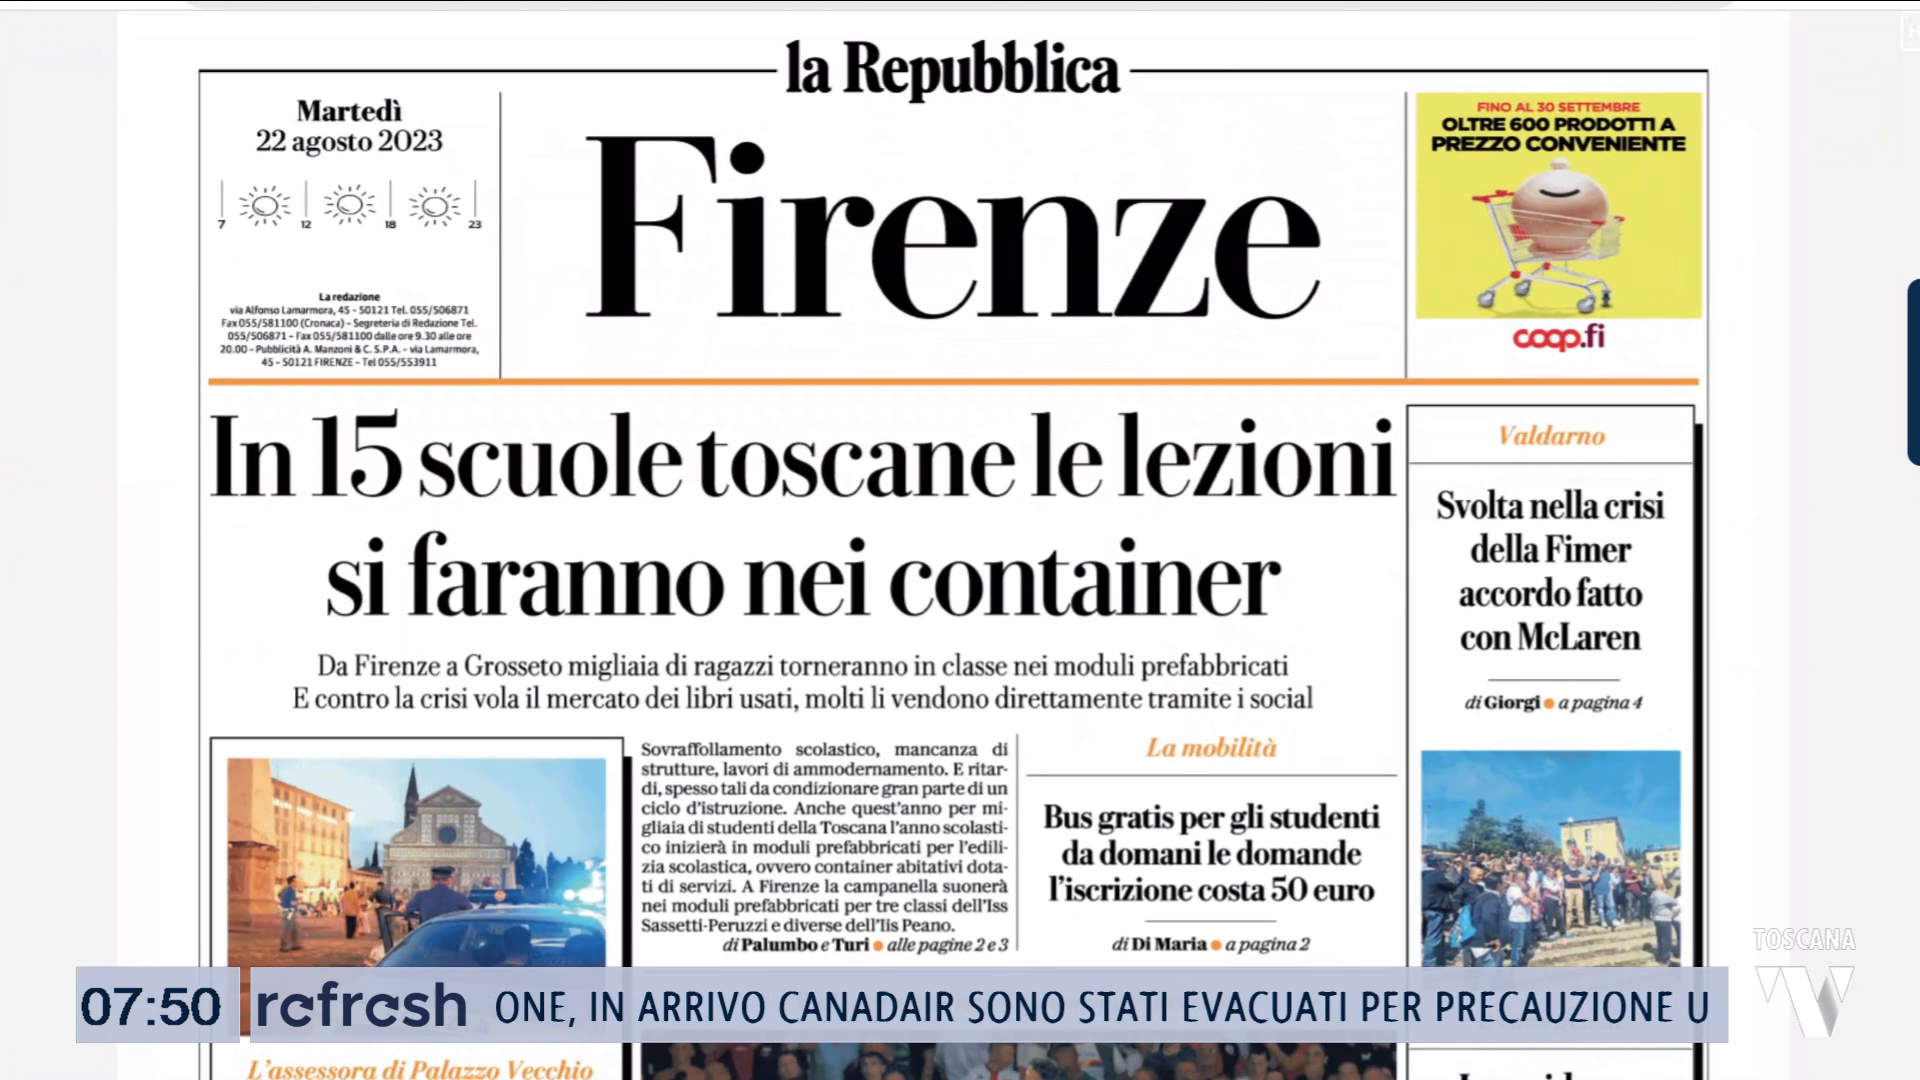 la Repubblica
Martedì
22 agosto 2023
7 12 18 23
La redazione
via Alfonso Lamarmora, 45 - 50121 Tel. 055/506871
Fax 055/581100 (Cronaca) - Segreteria di Redazione Tel.
055/506871 - Fax 055/581100 dalle ore 9.30 alle ore
20.00 - Pubblicità A. Manzoni & C. S.P.A. - via Lamarmora,
45 - 50121 FIRENZE - Tel 055/553911
Firenze
FINO AL 30 SETTEMBRE
OLTRE 600 PRODOTTI A
PREZZO CONVENIENTE
coop.fi
In 15 scuole toscane le lezioni
si faranno nei container
Da Firenze a Grosseto migliaia di ragazzi torneranno in classe nei moduli prefabbricati
E contro la crisi vola il mercato dei libri usati, molti li vendono direttamente tramite i social
Sovraffollamento scolastico, mancanza di
strutture, lavori di ammodernamento. E ritar-
di, spesso tali da condizionare gran parte di un
ciclo d'istruzione. Anche quest'anno per mi-
gliaia di studenti della Toscana l'anno scolasti-
co inizierà in moduli prefabbricati per l'edili-
zia scolastica, ovvero container abitativi dota-
ti di servizi. A Firenze la campanella suonerà
nei moduli prefabbricati per tre classi dell'Iss
Sassetti-Peruzzi e diverse dell'Iis Peano.
di Palumbo e Turi • alle pagine 2 e 3
La mobilità
Bus gratis per gli studenti
da domani le domande
l'iscrizione costa 50 euro
di Di Maria • a pagina 2
Valdarno
Svolta nella crisi
della Fimer
accordo fatto
con McLaren
di Giorgi • a pagina 4
TOSCANA
07:50 refresh ONE, IN ARRIVO CANADAIR SONO STATI EVACUATI PER PRECAUZIONE U
L'assessora di Palazzo Vecchio